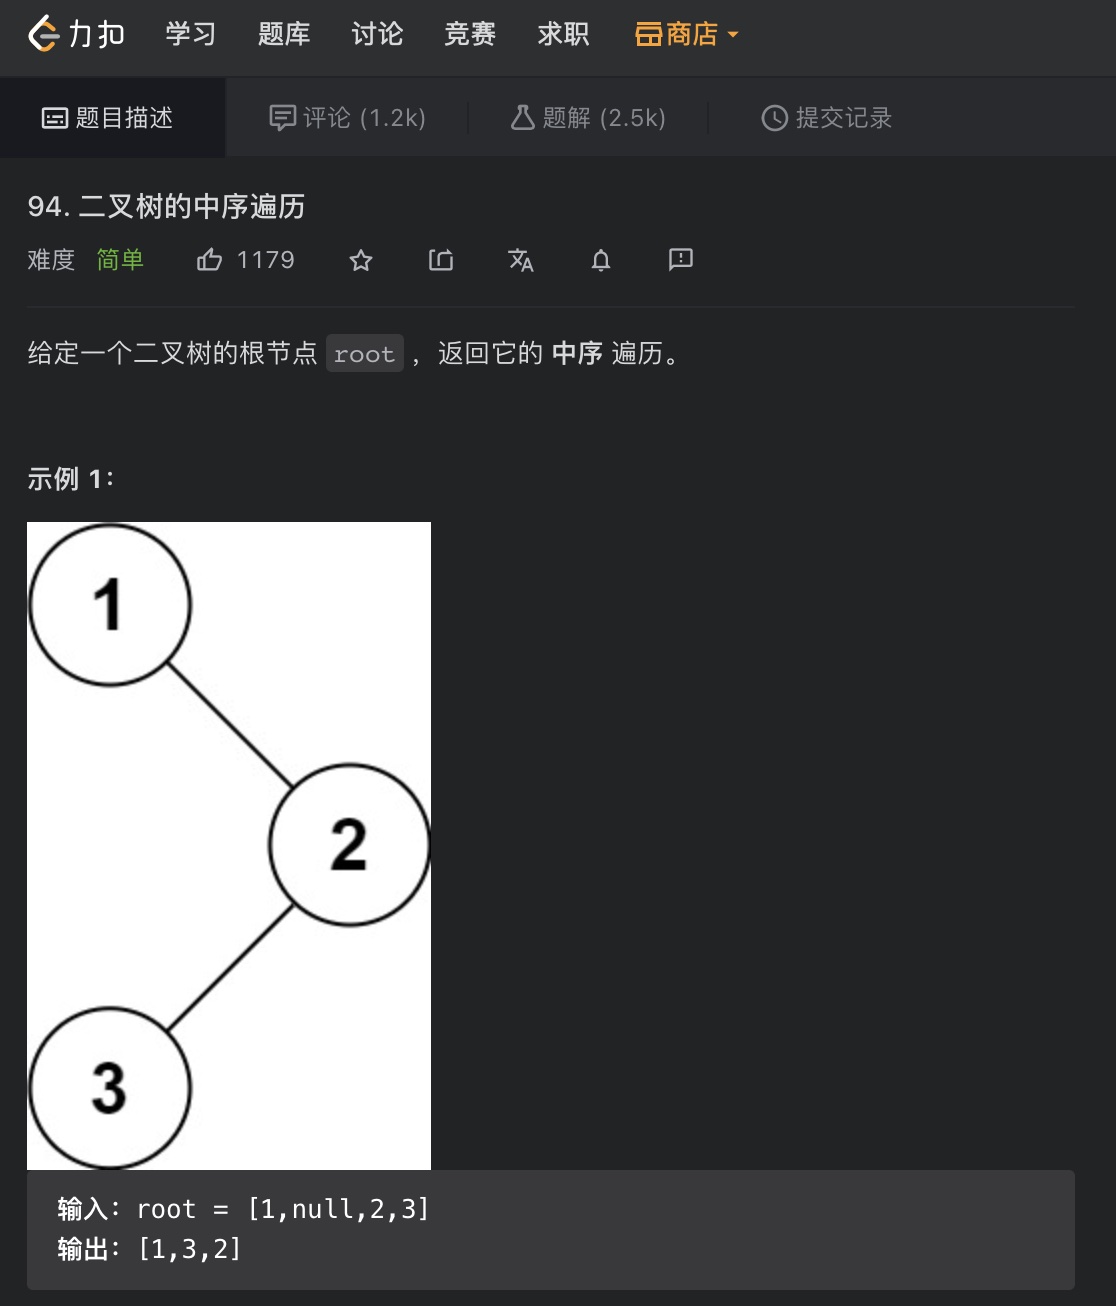 力扣 学习 题库 讨论 竞赛 求职 商店
题目描述 评论 (1.2k) 题解 (2.5k) 提交记录
94. 二叉树的中序遍历
难度 简单 1179
给定一个二叉树的根节点 root ，返回它的 中序 遍历。
示例 1：
1
2
3
输入：root = [1,null,2,3]
输出：[1,3,2]